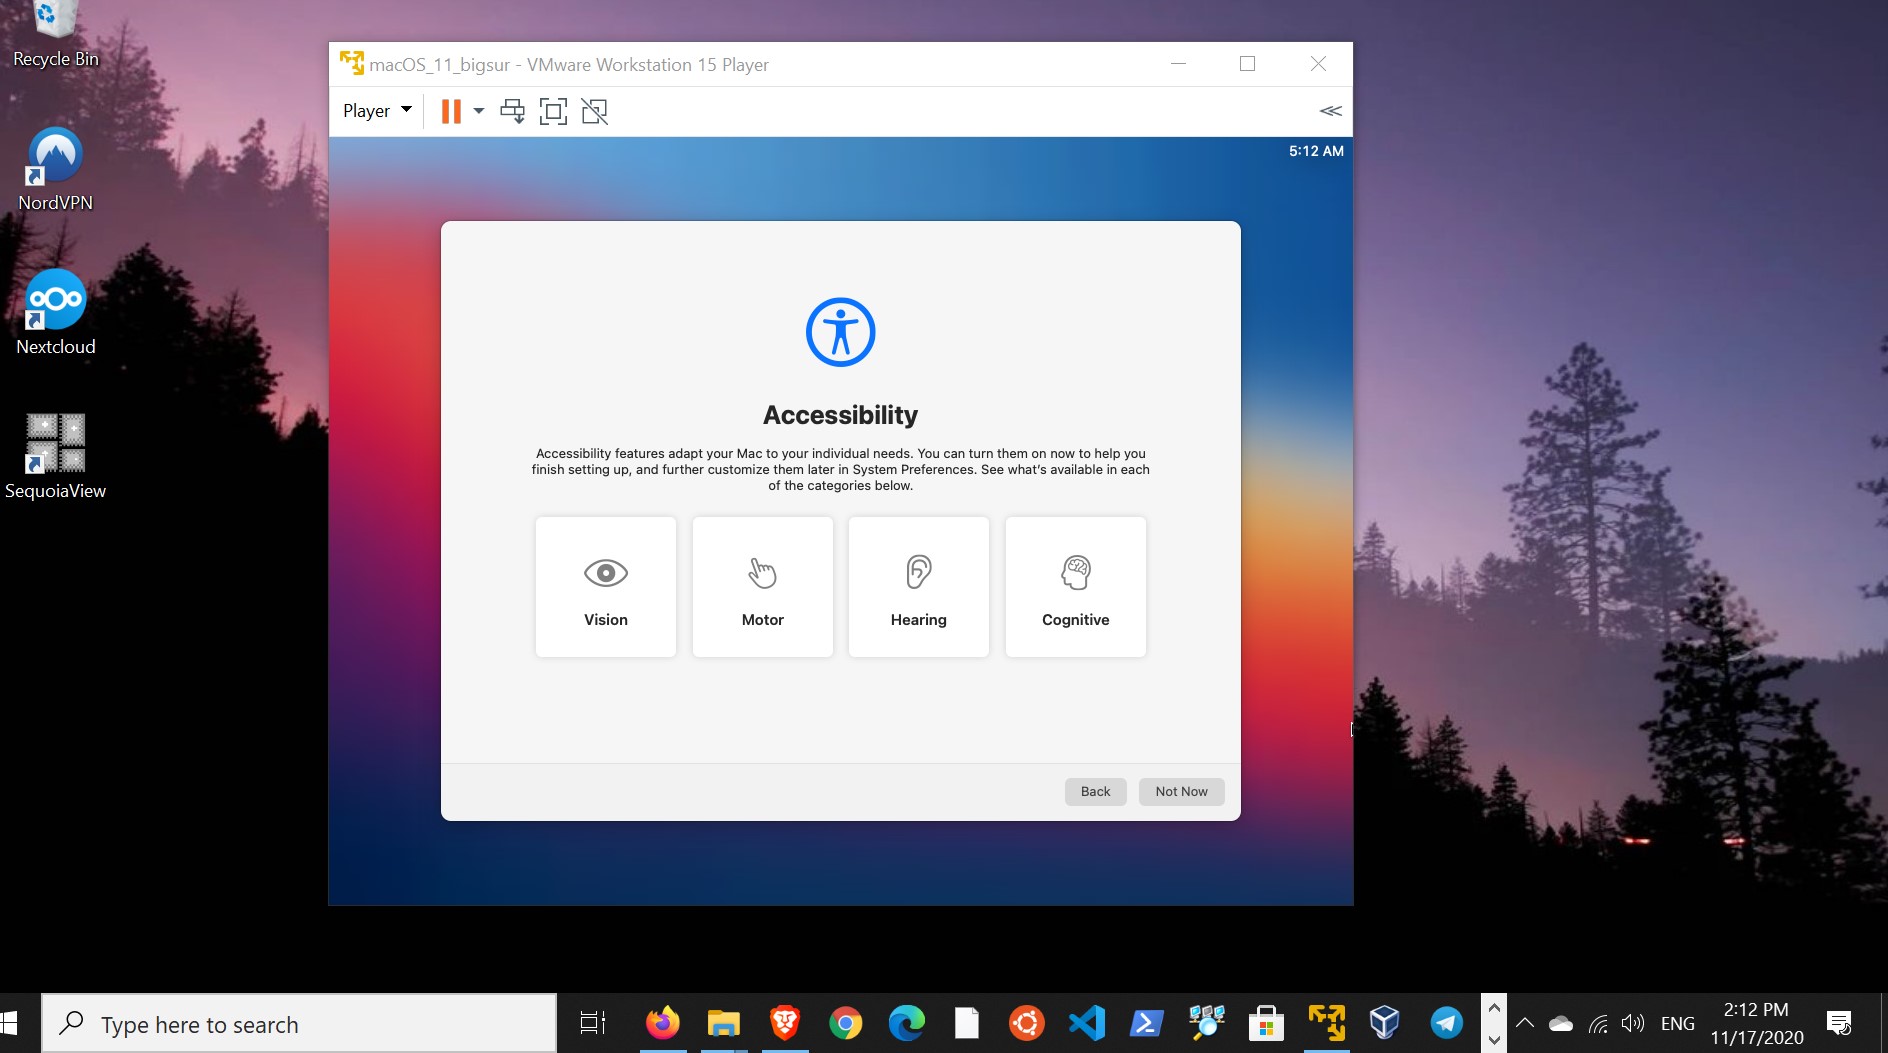 Recycle Bin
NordVPN
Nextcloud
SequoiaView
macOS_11_bigsur - VMware Workstation 15 Player
Player
5:12 AM
Accessibility
Accessibility features adapt your Mac to your individual needs. You can turn them on now to help you
finish setting up, and further customize them later in System Preferences. See what's available in each
of the categories below.
Vision
Motor
Hearing
Cognitive
Back
Not Now
Type here to search
ENG
2:12 PM
11/17/2020